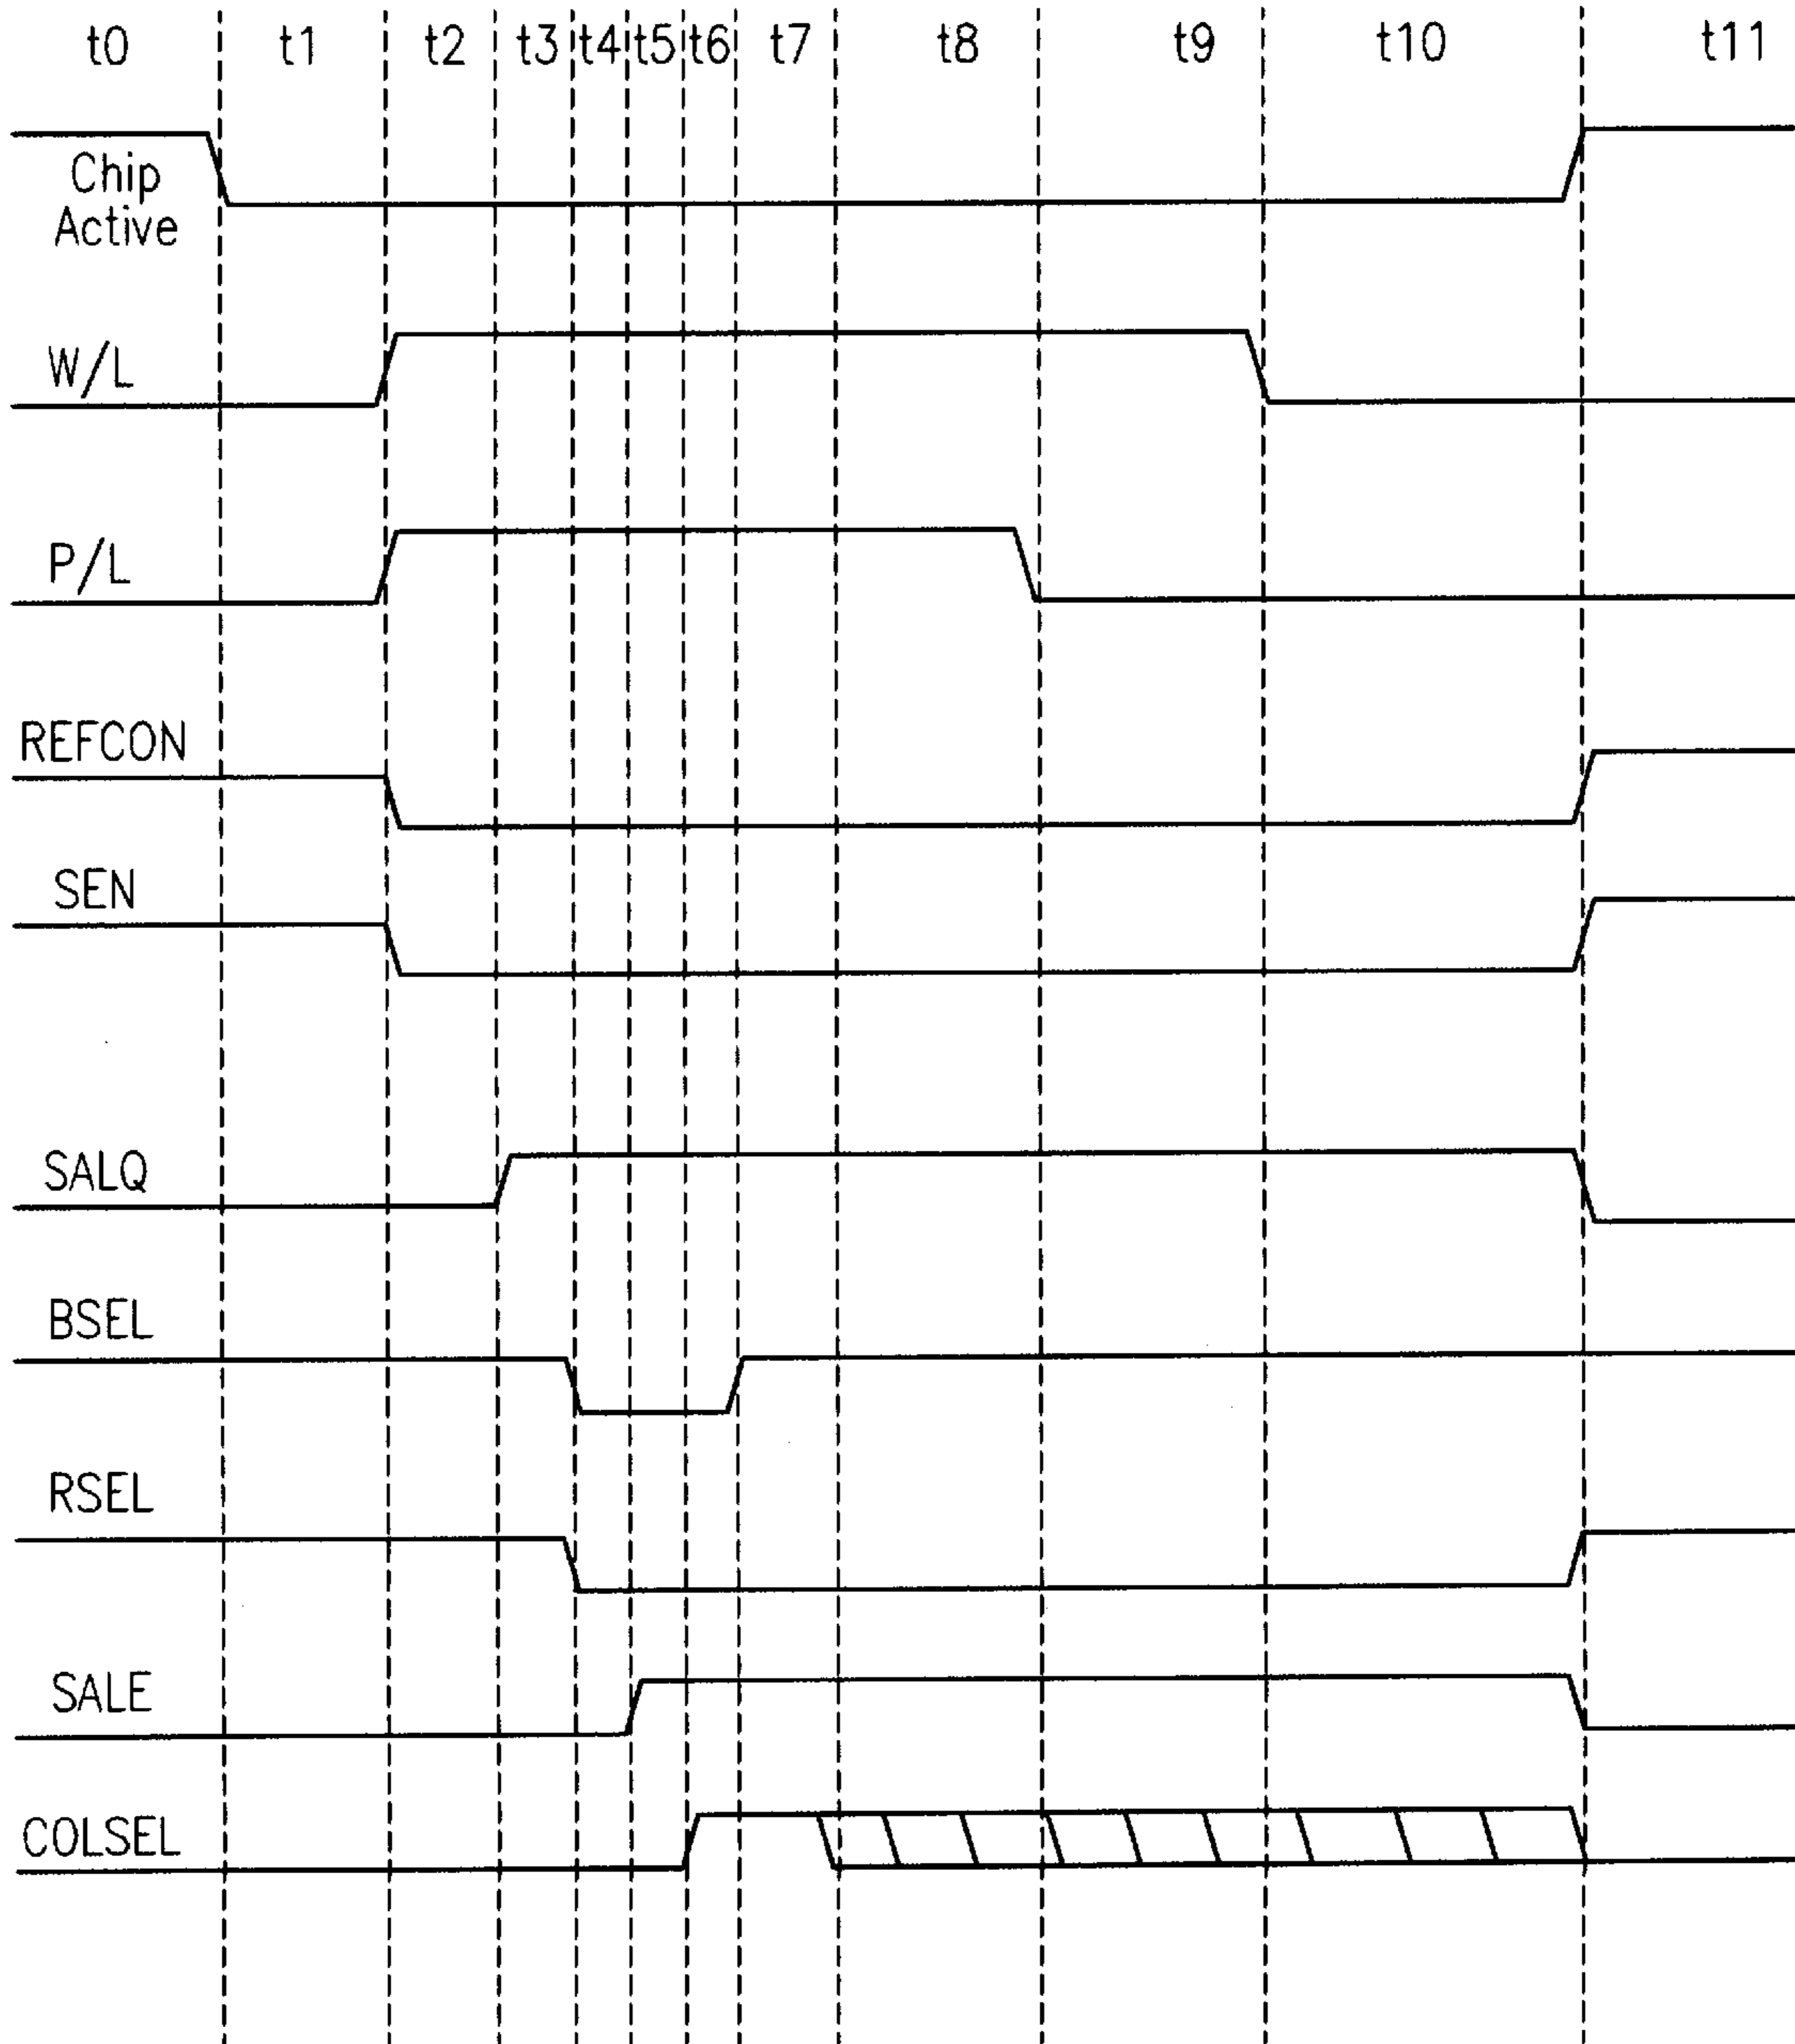 t0 t1 t2 t3 t4 t5 t6 t7 t8 t9 t10 t11
Chip
Active
W/L
P/L
REFCON
SEN
SALQ
BSEL
RSEL
SALE
COLSEL